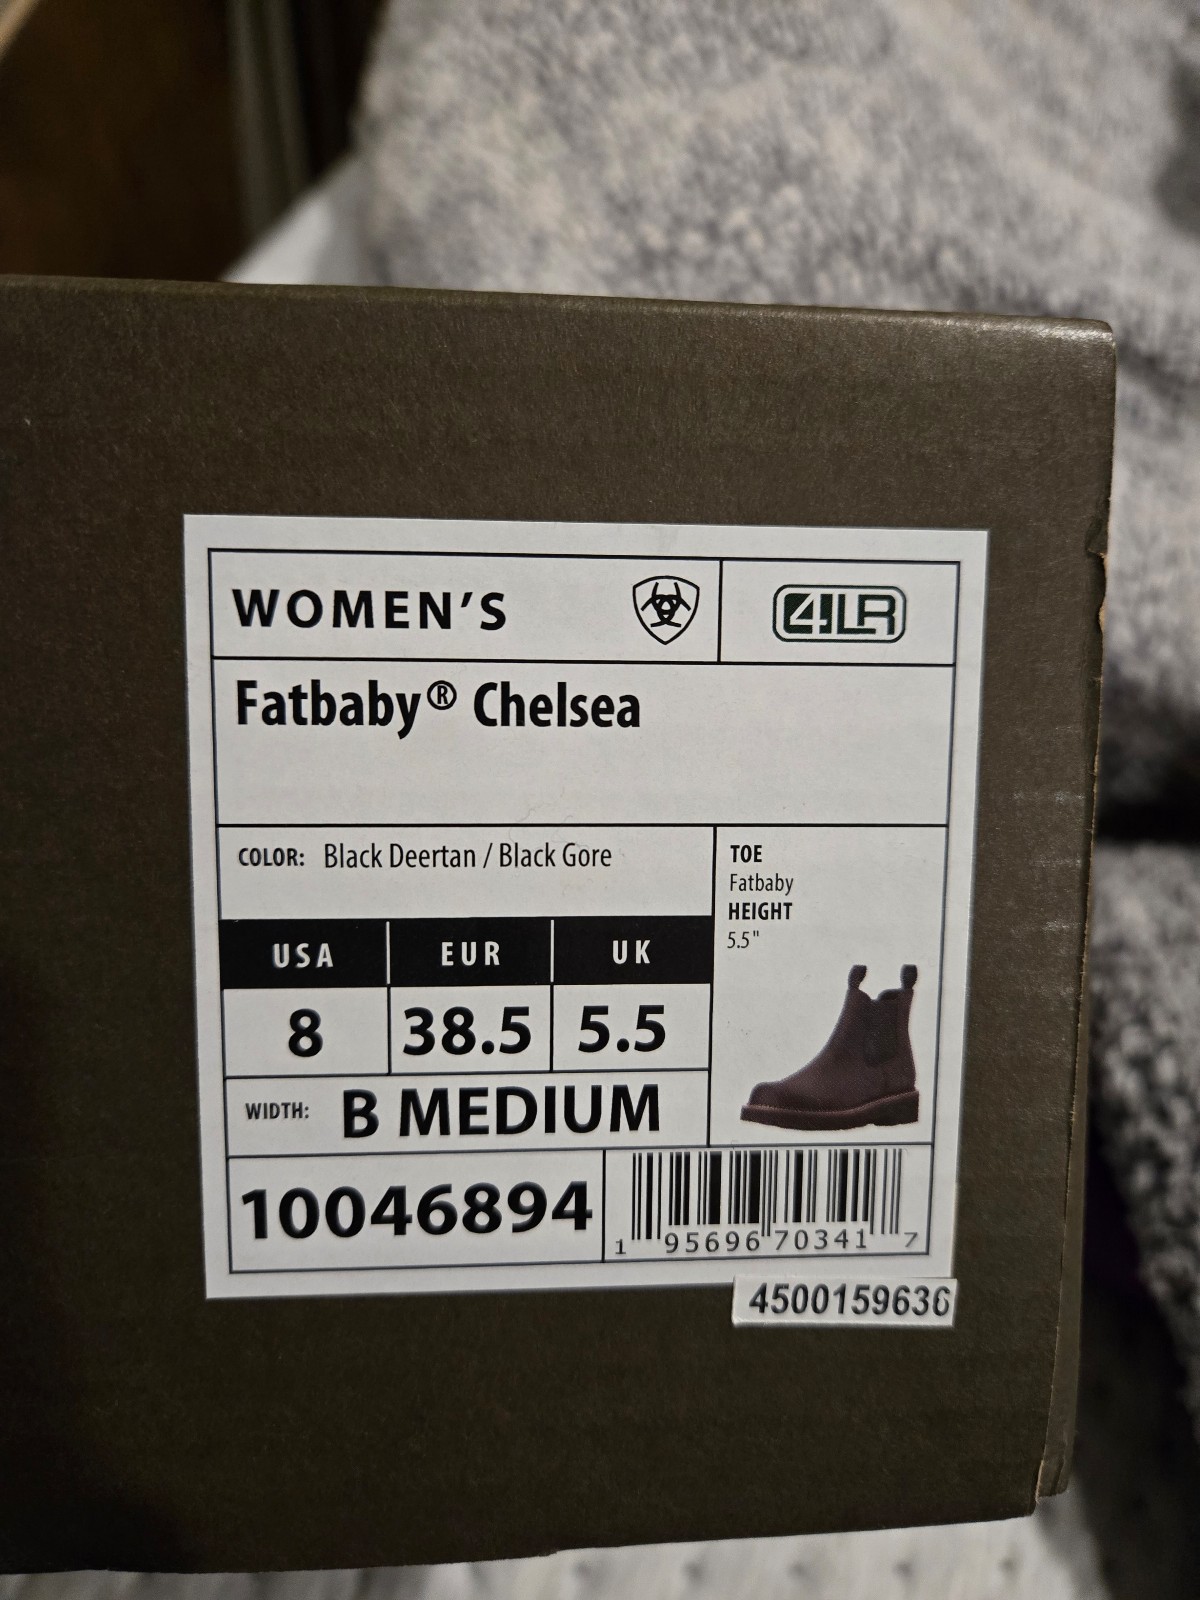 WOMEN'S
4LR
Fatbaby® Chelsea
COLOR: Black Deertan / Black Gore
TOE
Fatbaby
HEIGHT
5.5"
USA EUR UK
8 38.5 5.5
WIDTH: B MEDIUM
10046894
1 95696 70341 7
4500159636